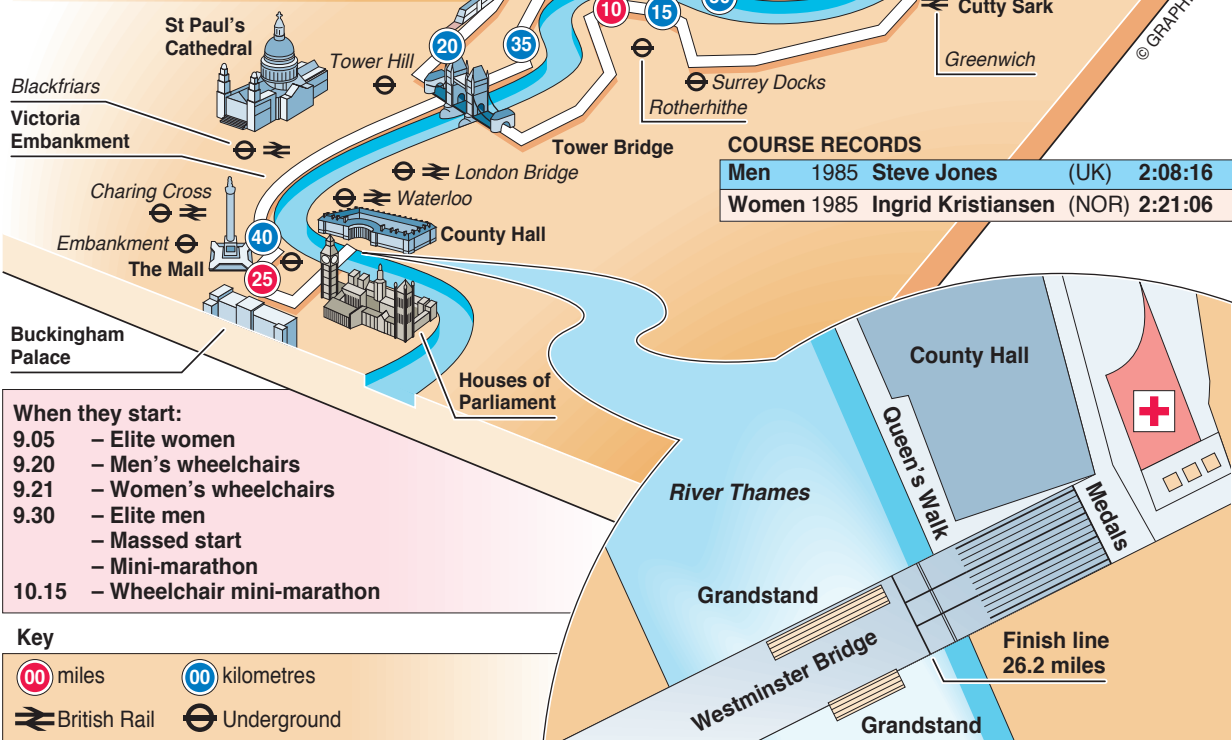 10
15
Cutty Sark
© GRAPHI
St Paul's
Cathedral
20
35
Tower Hill
Greenwich
Surrey Docks
Rotherhithe
Blackfriars
Victoria
Embankment
Tower Bridge
COURSE RECORDS
Men 1985 Steve Jones (UK) 2:08:16
Women 1985 Ingrid Kristiansen (NOR) 2:21:06
London Bridge
Waterloo
Charing Cross
County Hall
Embankment
40
The Mall
25
Buckingham
Palace
Houses of
Parliament
When they start:
9.05 – Elite women
9.20 – Men's wheelchairs
9.21 – Women's wheelchairs
9.30 – Elite men
– Massed start
– Mini-marathon
10.15 – Wheelchair mini-marathon
County Hall
Queen's Walk
River Thames
Medals
Grandstand
Westminster Bridge
Finish line
26.2 miles
Grandstand
Key
00 miles
00 kilometres
British Rail
Underground